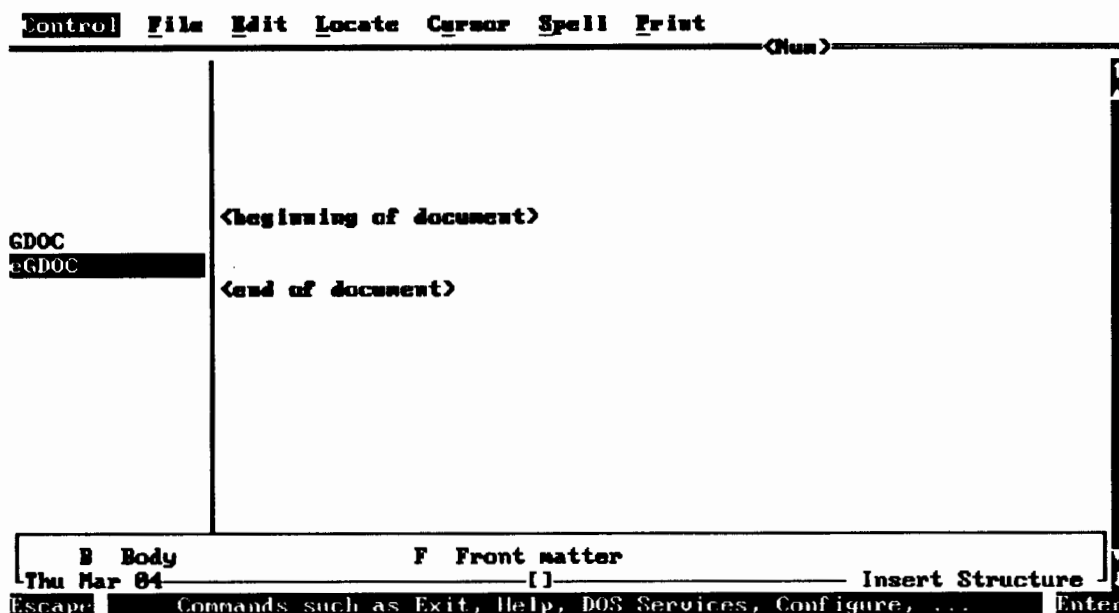 Control File Edit Locate Cursor Spell Print
<Num>
<beginning of document>
GDOC
eGDOC
<end of document>
B Body F Front matter
Thu Mar 04 [] Insert Structure
Escape Commands such as Exit, Help, DOS Services, Configure, ... Enter